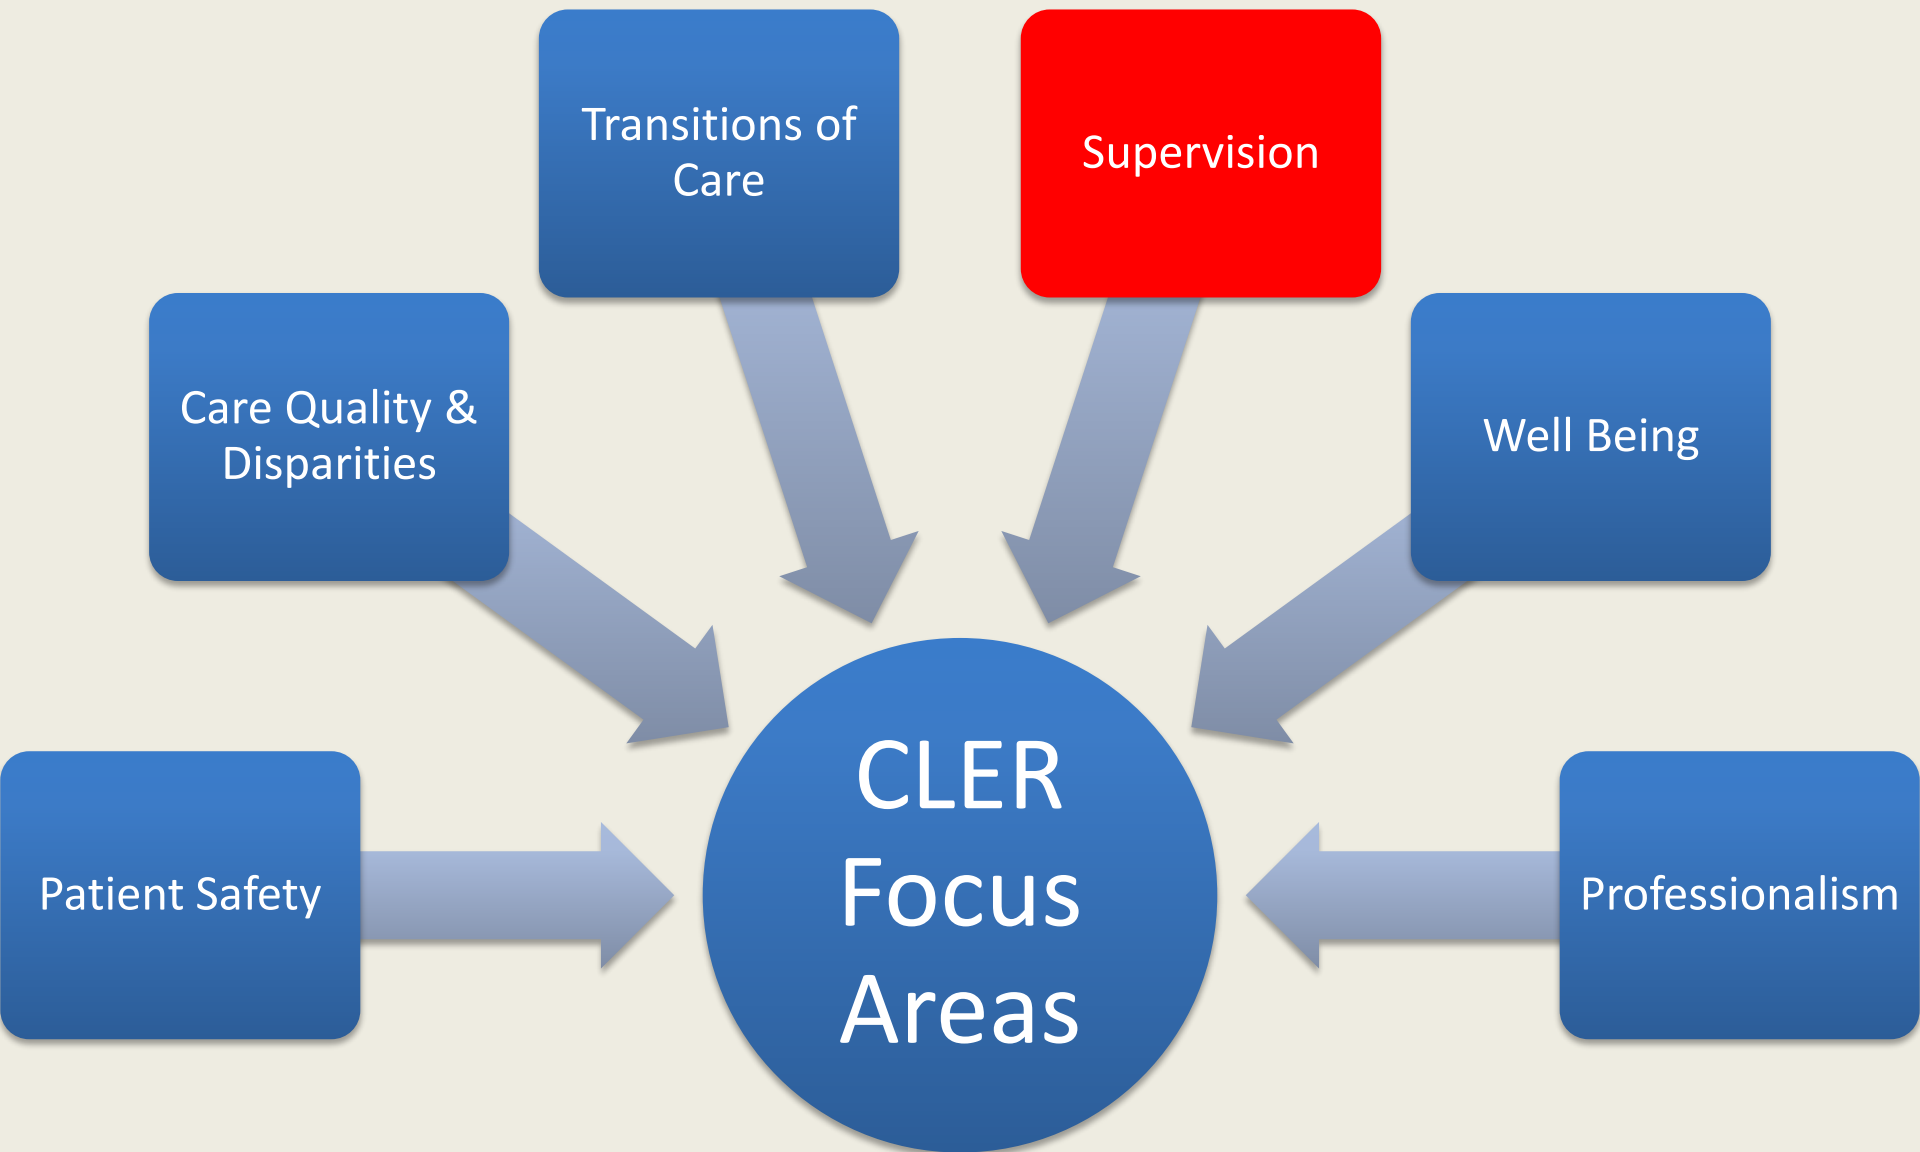 Transitions of
Care
Supervision
Care Quality &
Disparities
Well Being
Patient Safety
CLER
Focus
Areas
Professionalism